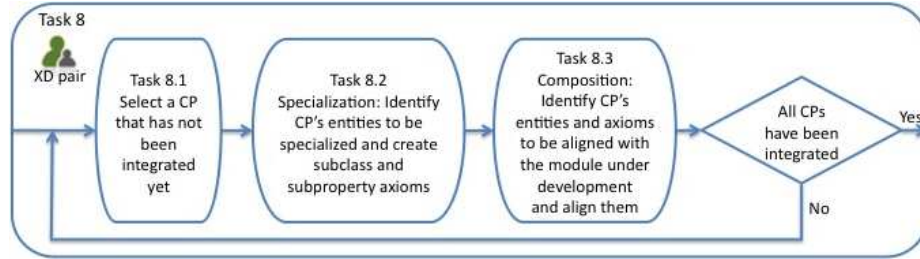 Task 8
XD pair
Task 8.1
Select a CP
that has not
been
integrated
yet
Task 8.2
Specialization: Identify
CP's entities to be
specialized and create
subclass and
subproperty axioms
Task 8.3
Composition:
Identify CP's
entities and axioms
to be aligned with
the module under
development
and align them
All CPs
have been
integrated
Yes
No